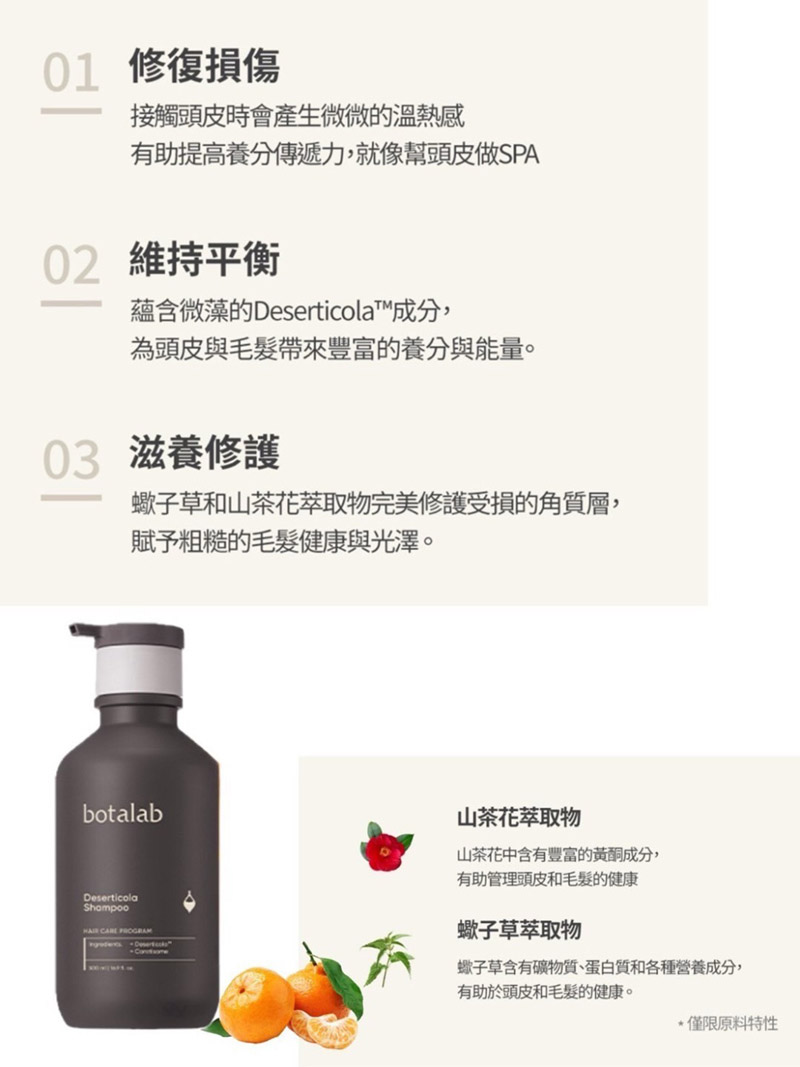 01 修復損傷
接觸頭皮時會產生微微的溫熱感
有助提高養分傳遞力，就像幫頭皮做SPA
02 維持平衡
蘊含微藻的Deserticola™成分，
為頭皮與毛髮帶來豐富的養分與能量。
03 滋養修護
蠍子草和山茶花萃取物完美修護受損的角質層，
賦予粗糙的毛髮健康與光澤。
botalab
Deserticola
Shampoo
HAIR CARE PROGRAM
Ingredients. • Deserticola™
• Carotisome
500 ml | 16.9 fl. oz.
山茶花萃取物
山茶花中含有豐富的黃酮成分，
有助管理頭皮和毛髮的健康
蠍子草萃取物
蠍子草含有礦物質、蛋白質和各種營養成分，
有助於頭皮和毛髮的健康。
* 僅限原料特性